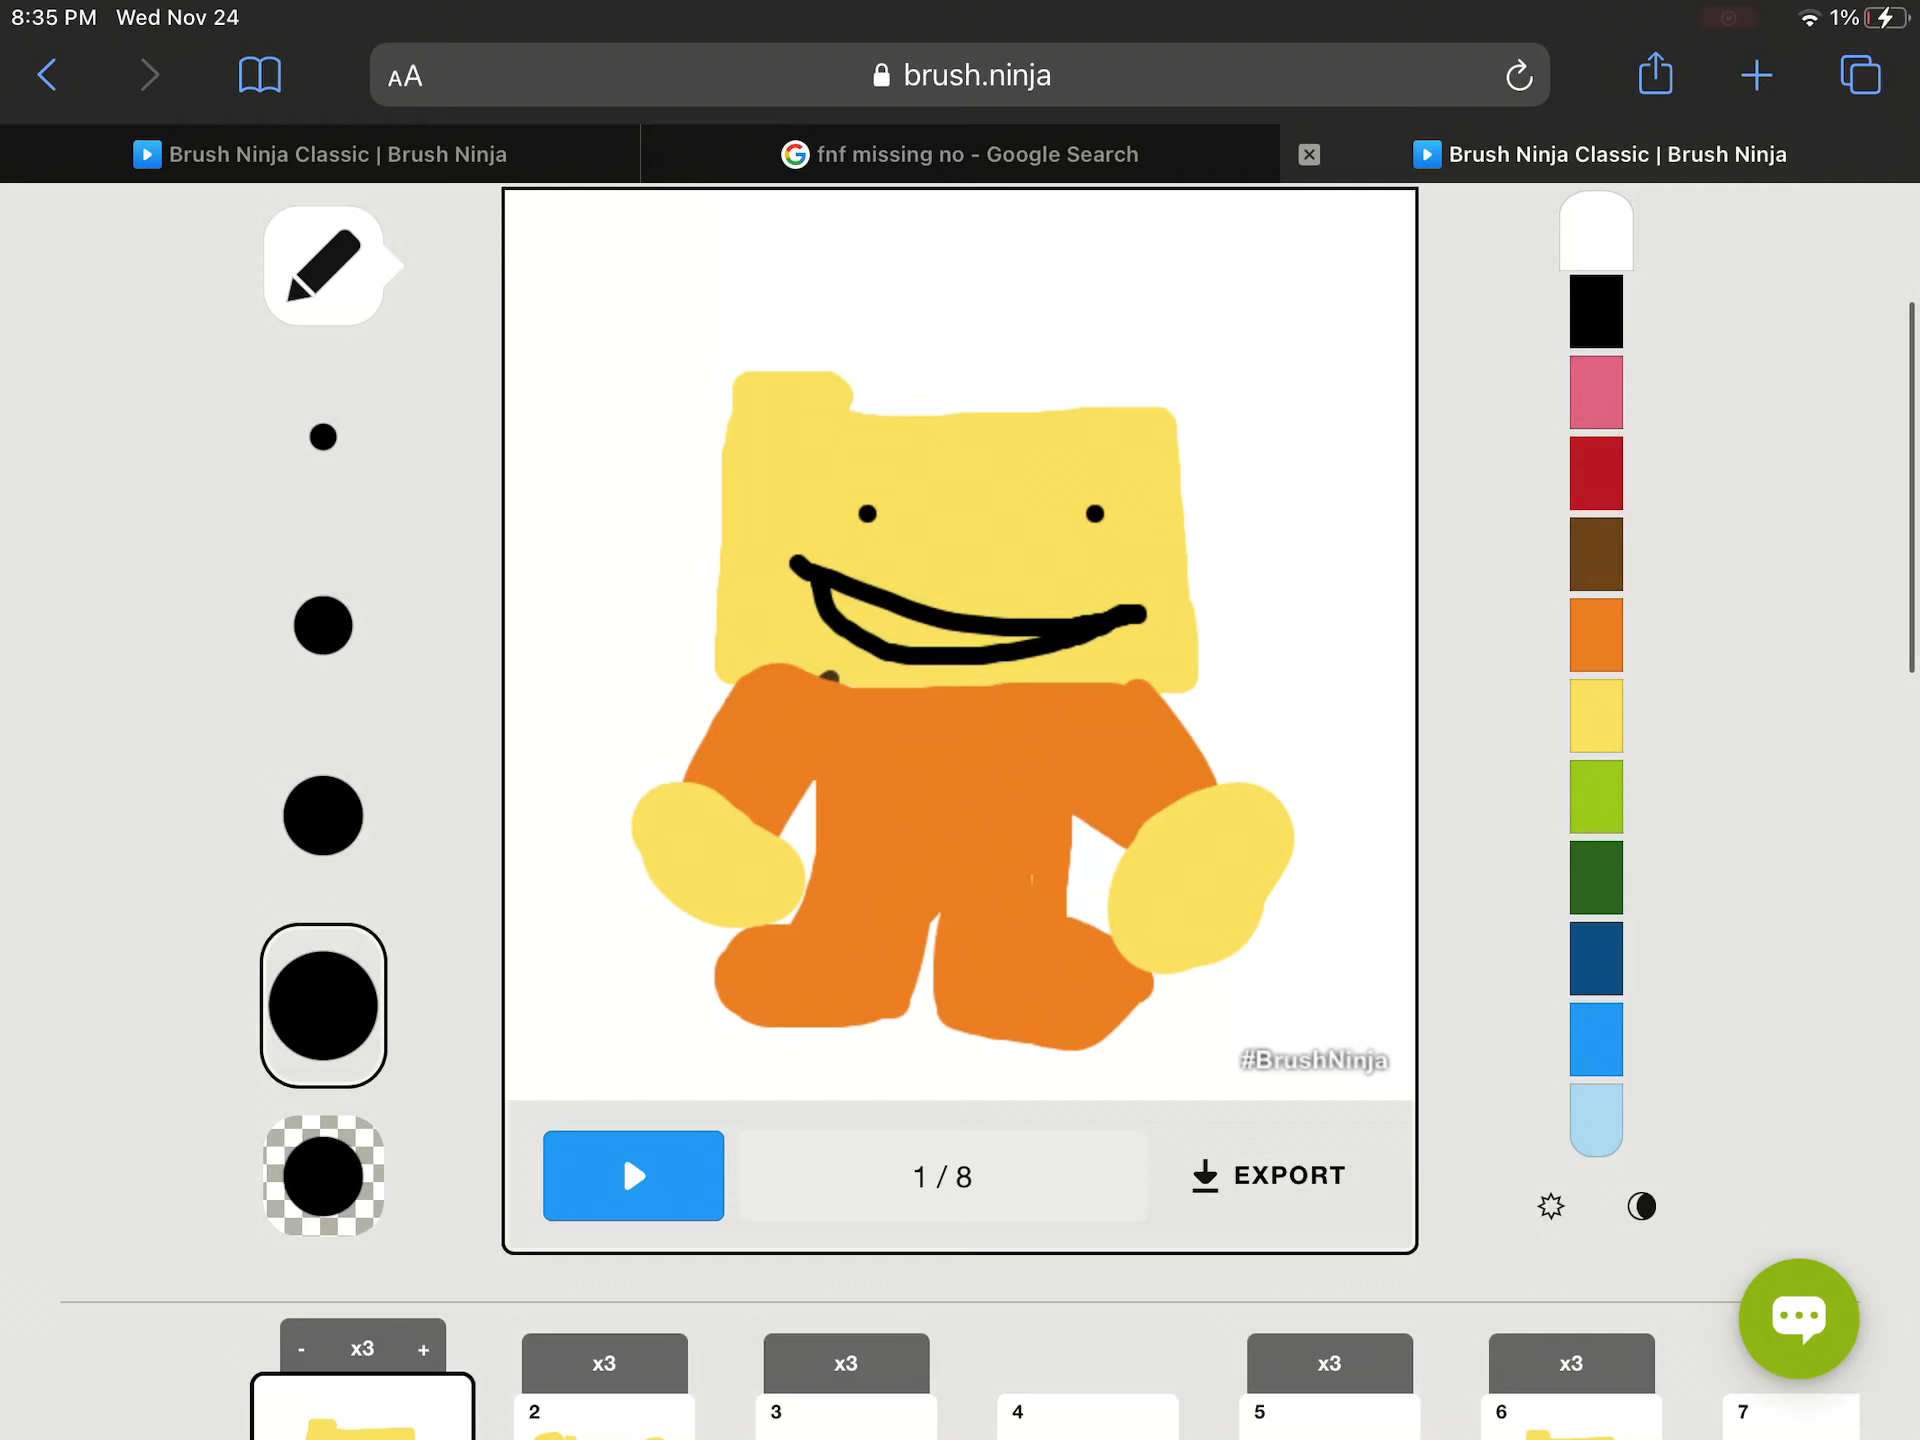 8:35 PM Wed Nov 24
1%
AA
brush.ninja
Brush Ninja Classic | Brush Ninja
fnf missing no - Google Search
Brush Ninja Classic | Brush Ninja
#BrushNinja
1 / 8
EXPORT
- x3 +
x3
x3
x3
x3
2
3
4
5
6
7